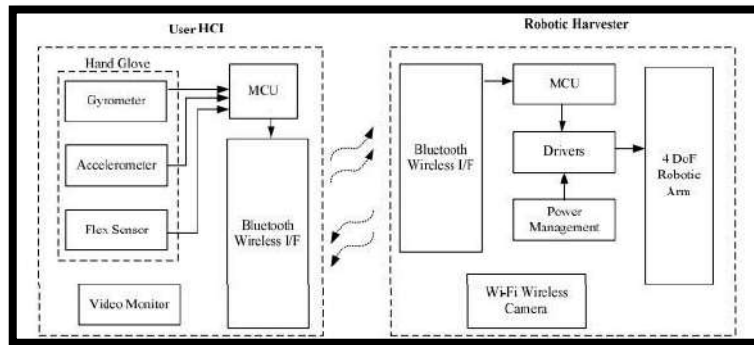 User HCI
Robotic Harvester
Hand Glove
Gyrometer
Accelerometer
Flex Sensor
MCU
Bluetooth
Wireless I/F
Video Monitor
Bluetooth
Wireless I/F
MCU
Drivers
Power
Management
4 DoF
Robotic
Arm
Wi-Fi Wireless
Camera